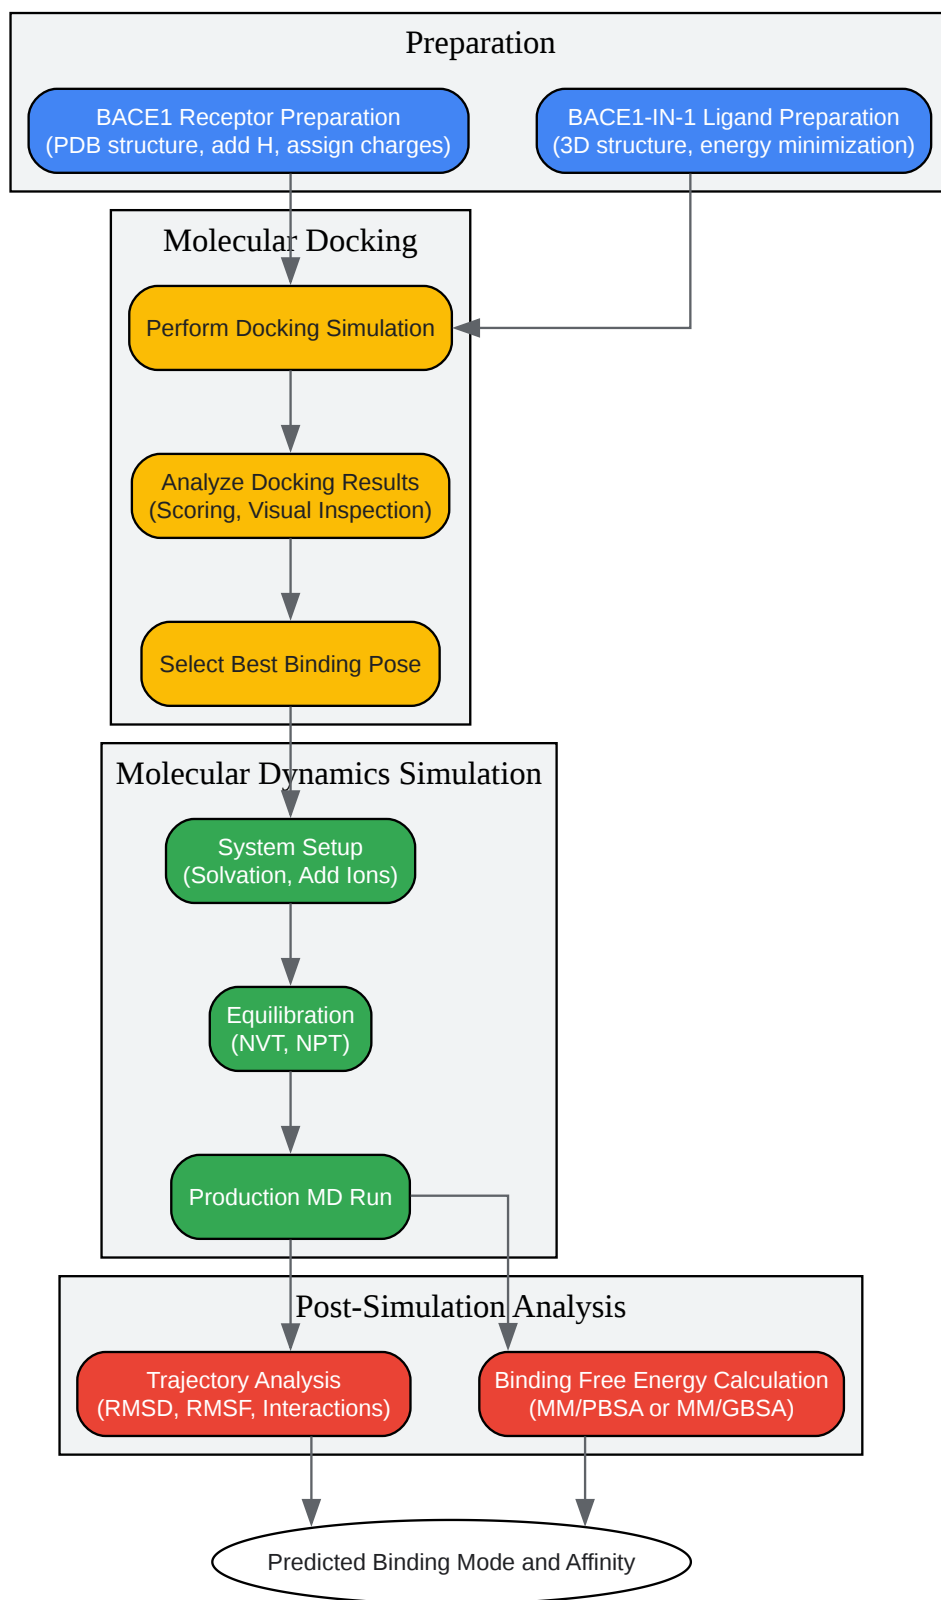 Preparation
BACE1 Receptor Preparation
(PDB structure, add H, assign charges)
BACE1-IN-1 Ligand Preparation
(3D structure, energy minimization)
Molecular Docking
Perform Docking Simulation
Analyze Docking Results
(Scoring, Visual Inspection)
Select Best Binding Pose
Molecular Dynamics Simulation
System Setup
(Solvation, Add Ions)
Equilibration
(NVT, NPT)
Production MD Run
Post-Simulation Analysis
Trajectory Analysis
(RMSD, RMSF, Interactions)
Binding Free Energy Calculation
(MM/PBSA or MM/GBSA)
Predicted Binding Mode and Affinity